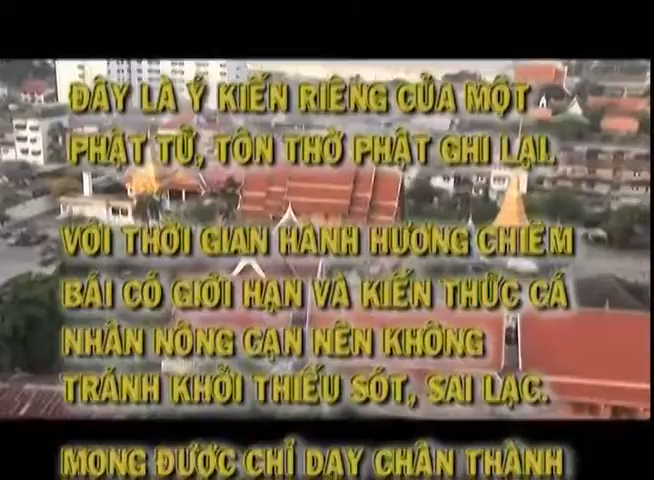 ĐÂY LÀ Ý KIẾN RIÊNG CỦA MỘT
PHẬT TỬ, TÔN THỜ PHẬT GHI LẠI.
VỚI THỜI GIAN HÀNH HƯƠNG CHIÊM
BÁI CÓ GIỚI HẠN VÀ KIẾN THỨC CÁ
NHÂN NÔNG CẠN NÊN KHÔNG
TRÁNH KHỎI THIẾU SÓT, SAI LẠC.
MONG ĐƯỢC CHỈ DẠY CHÂN THÀNH